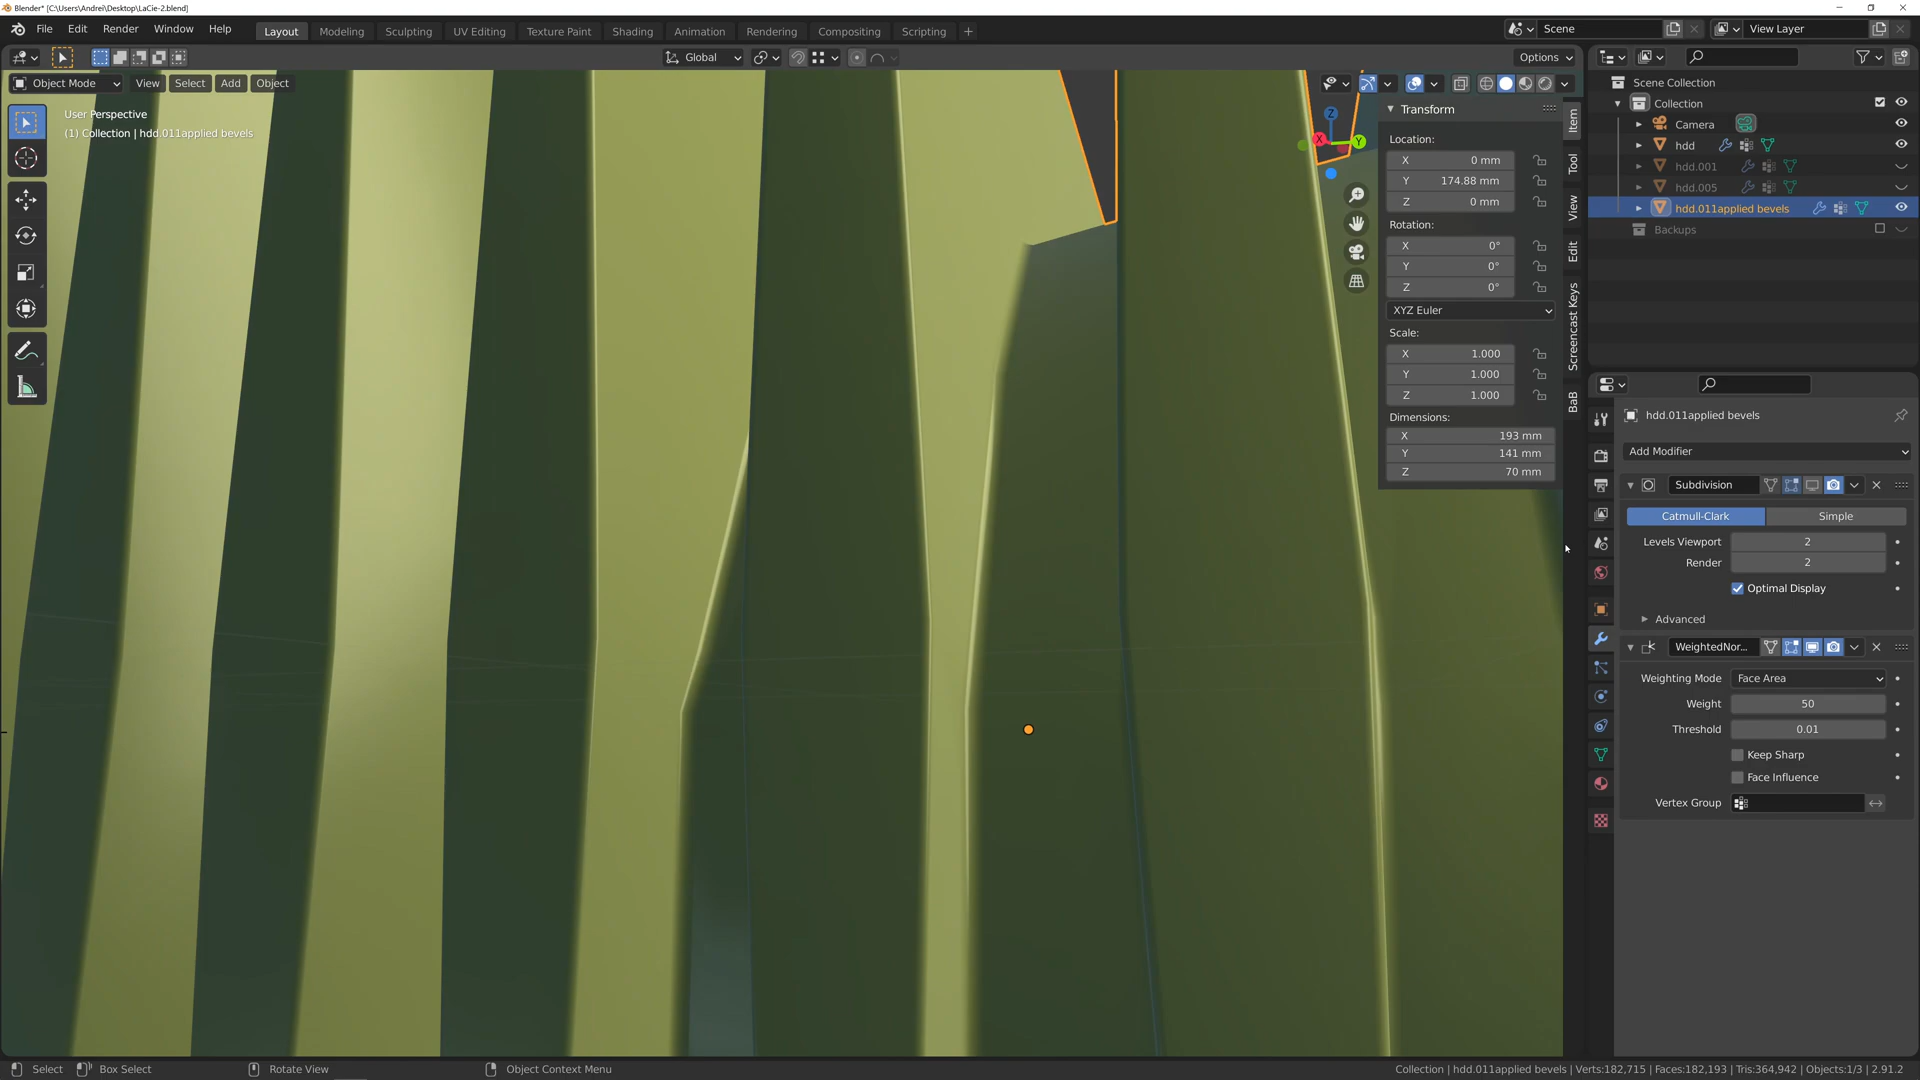 Blender* [C:\Users\Andrei\Desktop\LaCie-2.blend]
File Edit Render Window Help Layout Modeling Sculpting UV Editing Texture Paint Shading Animation Rendering Compositing Scripting + Scene View Layer
Global Options
Object Mode View Select Add Object
User Perspective
(1) Collection | hdd.011applied bevels
Transform
Location:
X 0 mm
Y 174.88 mm
Z 0 mm
Rotation:
X 0°
Y 0°
Z 0°
XYZ Euler
Scale:
X 1.000
Y 1.000
Z 1.000
Dimensions:
X 193 mm
Y 141 mm
Z 70 mm
Item
Tool
View
Edit
Screencast Keys
BaB
X
Y
Z
Scene Collection
Collection
Camera
hdd
hdd.001
hdd.005
hdd.011applied bevels
Backups
hdd.011applied bevels
Add Modifier
Subdivision
Catmull-Clark Simple
Levels Viewport 2
Render 2
Optimal Display
Advanced
WeightedNor...
Weighting Mode Face Area
Weight 50
Threshold 0.01
Keep Sharp
Face Influence
Vertex Group
Select Box Select Rotate View Object Context Menu Collection | hdd.011applied bevels | Verts:182,715 | Faces:182,193 | Tris:364,942 | Objects:1/3 | 2.91.2